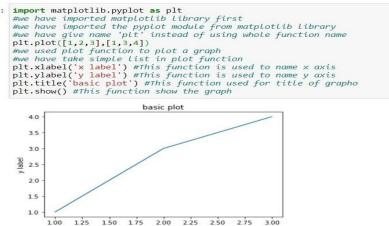 : import matplotlib.pyplot as plt
#we have imported matplotlib library first
#we have imported the pyplot module from matplotlib library
#we have give name 'plt' instead of using whole function name
plt.plot([1,2,3],[1,3,4])
#we used plot function to plot a graph
#we have take simple list in plot function
plt.xlabel('x label') #This function is used to name x axis
plt.ylabel('y label') #This function is used to name y axis
plt.title('basic plot') #This function used for title of grapho
plt.show() #This function show the graph
basic plot
4.0
3.5
3.0
2.5
2.0
1.5
1.0
y label
1.00 1.25 1.50 1.75 2.00 2.25 2.50 2.75 3.00